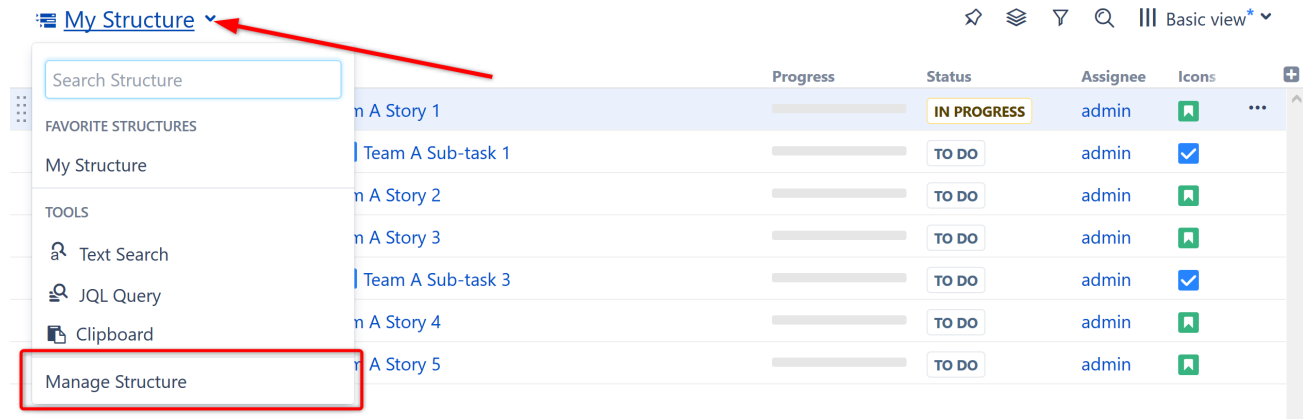 My Structure
Basic view*
Search Structure
Progress Status Assignee Icons
FAVORITE STRUCTURES
My Structure
TOOLS
Text Search
JQL Query
Clipboard
Manage Structure
m A Story 1 IN PROGRESS admin
Team A Sub-task 1 TO DO admin
m A Story 2 TO DO admin
m A Story 3 TO DO admin
Team A Sub-task 3 TO DO admin
m A Story 4 TO DO admin
m A Story 5 TO DO admin